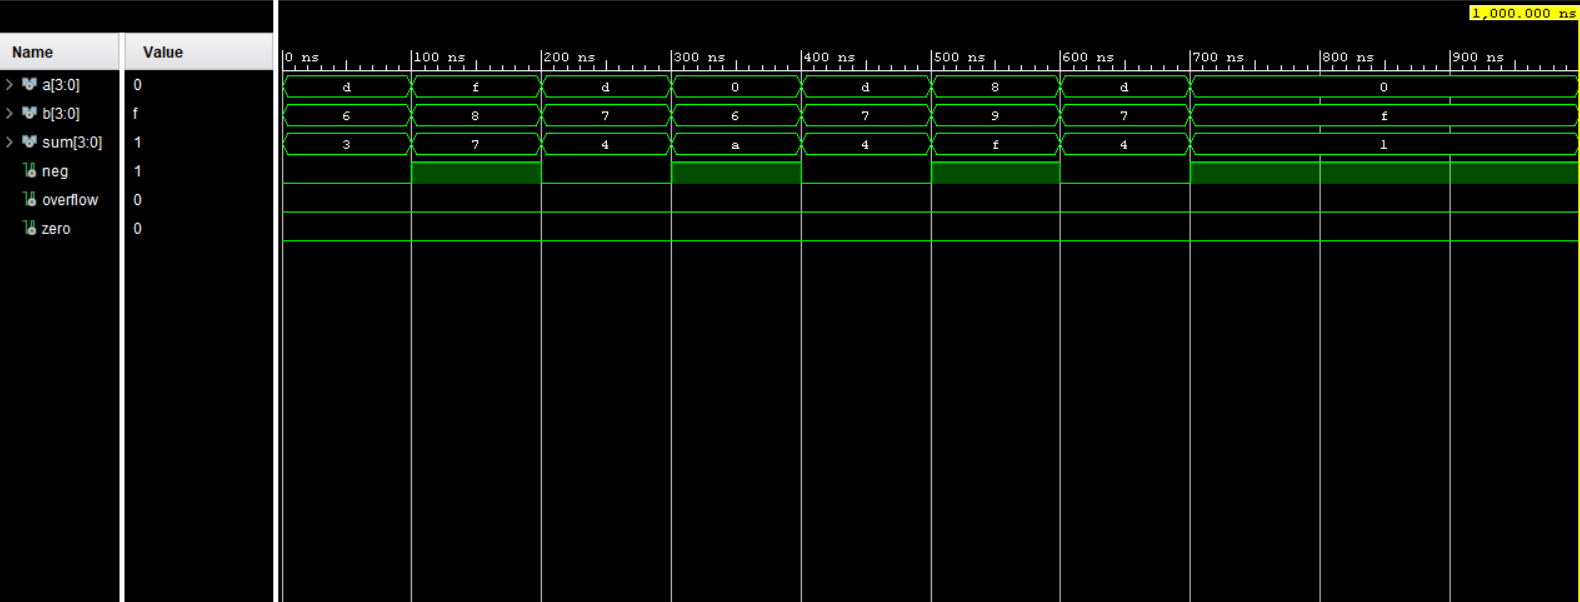 1,000.000 ns
Name Value
0 ns 100 ns 200 ns 300 ns 400 ns 500 ns 600 ns 700 ns 800 ns 900 ns
a[3:0] 0 d f d 0 d 8 d 0
b[3:0] f 6 8 7 6 7 9 7 f
sum[3:0] 1 3 7 4 a 4 f 4 1
neg 1
overflow 0
zero 0